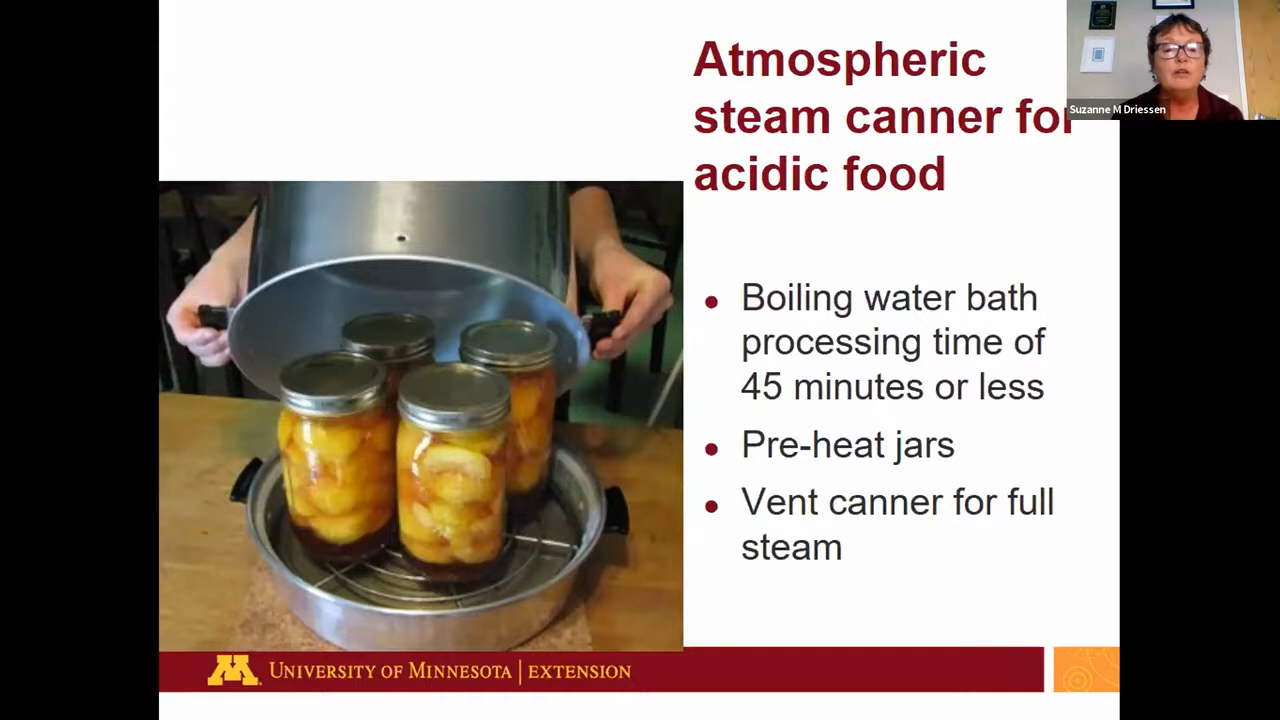 Atmospheric
steam canner for
acidic food
Suzanne M Driessen
Boiling water bath
processing time of
45 minutes or less
Pre-heat jars
Vent canner for full
steam
M UNIVERSITY OF MINNESOTA | EXTENSION